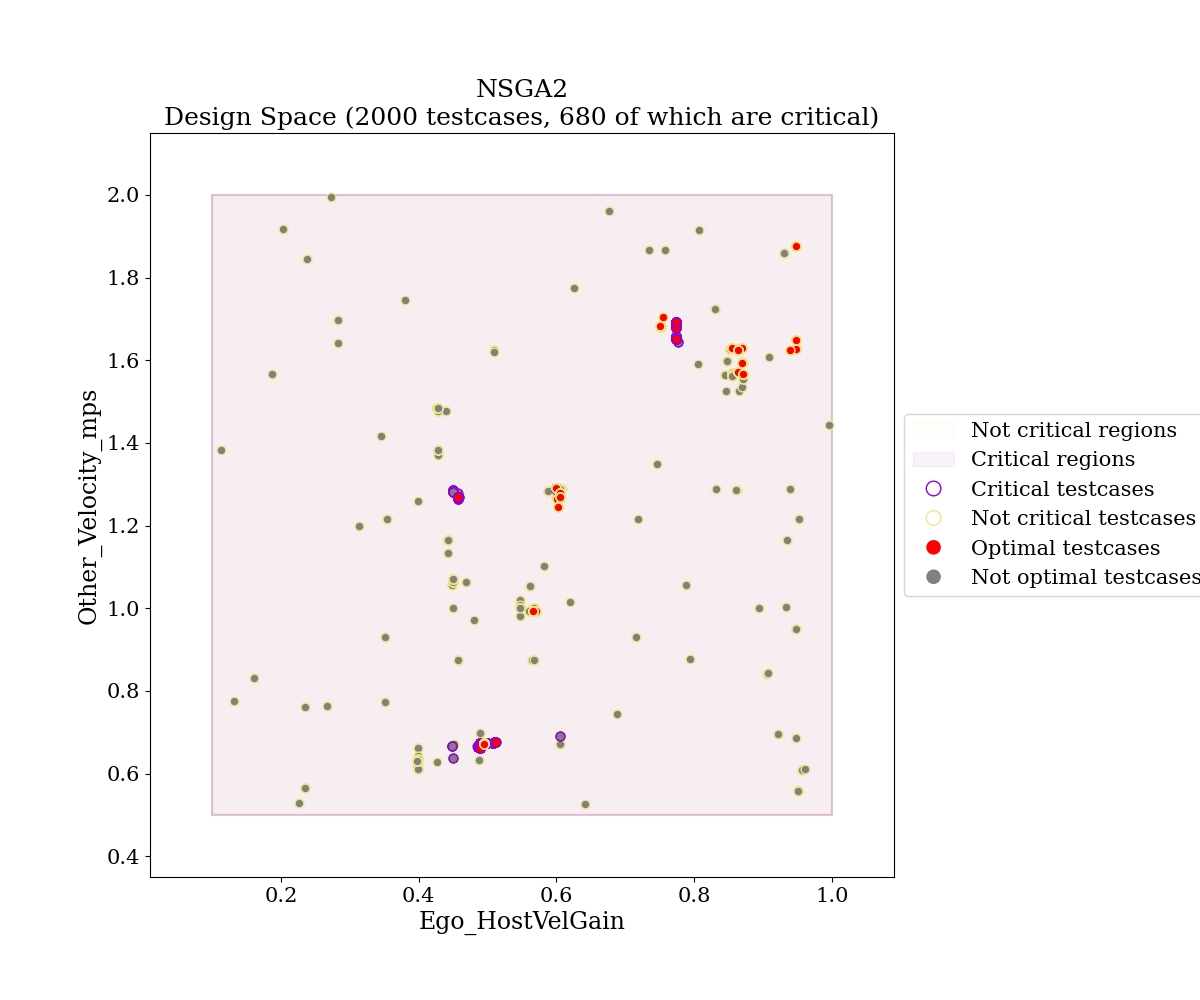 NSGA2
Design Space (2000 testcases, 680 of which are critical)
2.0
1.8
1.6
1.4
1.2
1.0
0.8
0.6
0.4
Other_Velocity_mps
0.2
0.4
0.6
0.8
1.0
Ego_HostVelGain
Not critical regions
Critical regions
Critical testcases
Not critical testcases
Optimal testcases
Not optimal testcases